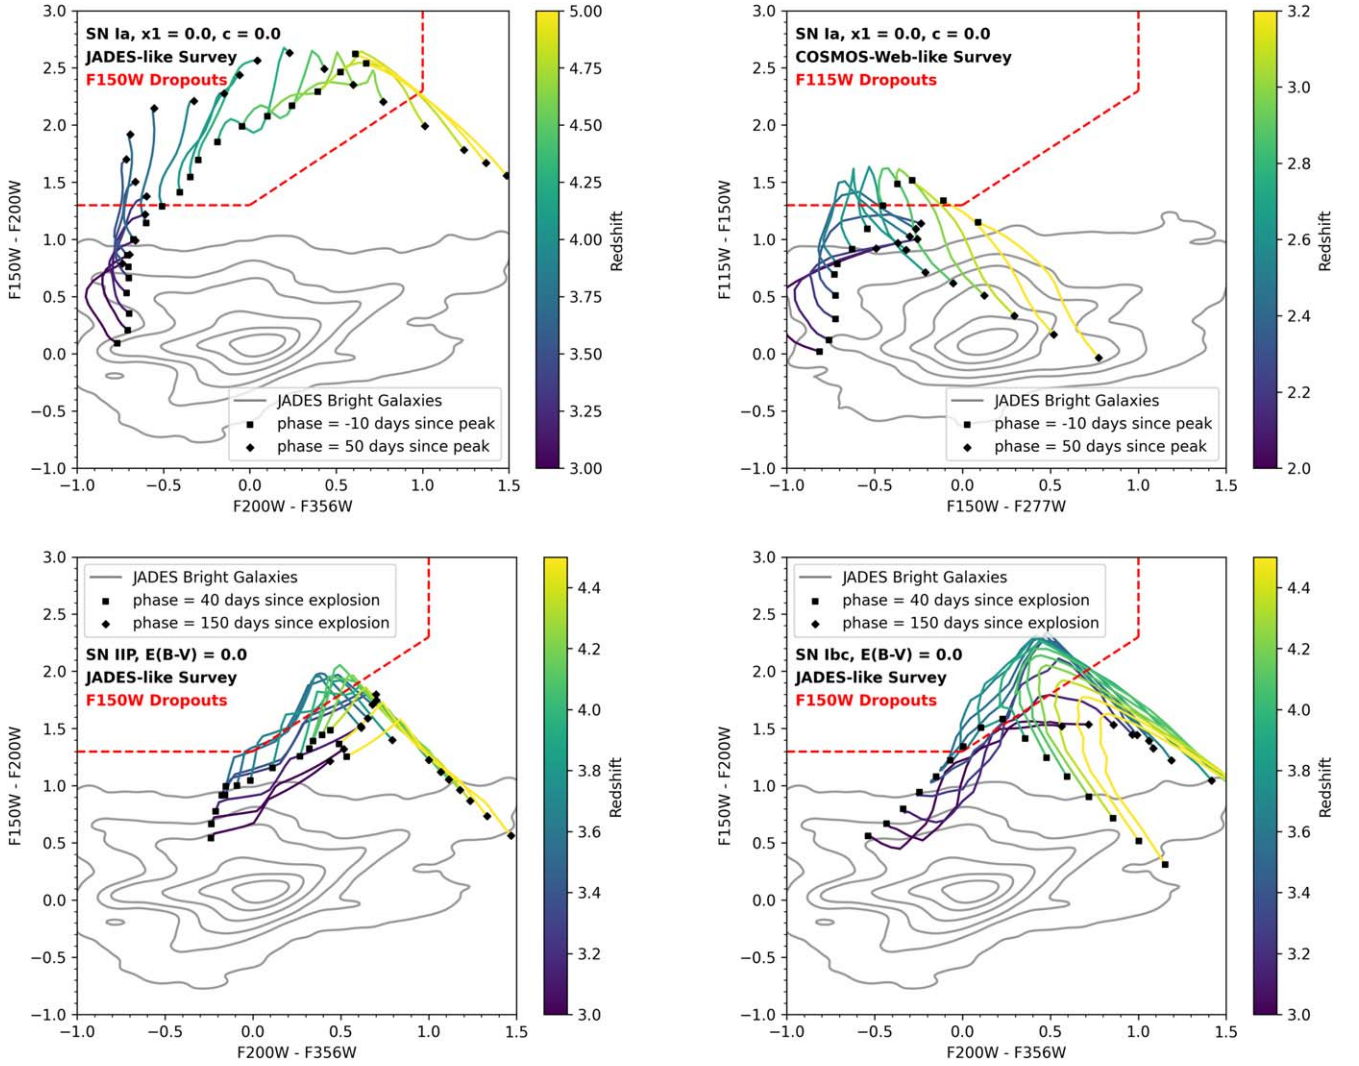 SN Ia, x1 = 0.0, c = 0.0
JADES-like Survey
F150W Dropouts
JADES Bright Galaxies
phase = -10 days since peak
phase = 50 days since peak
3.0
2.5
2.0
1.5
1.0
0.5
0.0
−0.5
−1.0
F150W - F200W
−1.0 −0.5 0.0 0.5 1.0 1.5
F200W - F356W
5.00
4.75
4.50
4.25
4.00
3.75
3.50
3.25
3.00
Redshift
SN Ia, x1 = 0.0, c = 0.0
COSMOS-Web-like Survey
F115W Dropouts
JADES Bright Galaxies
phase = -10 days since peak
phase = 50 days since peak
3.0
2.5
2.0
1.5
1.0
0.5
0.0
−0.5
−1.0
F115W - F150W
−1.0 −0.5 0.0 0.5 1.0 1.5
F150W - F277W
3.2
3.0
2.8
2.6
2.4
2.2
2.0
Redshift
JADES Bright Galaxies
phase = 40 days since explosion
phase = 150 days since explosion
SN IIP, E(B-V) = 0.0
JADES-like Survey
F150W Dropouts
3.0
2.5
2.0
1.5
1.0
0.5
0.0
−0.5
−1.0
F150W - F200W
−1.0 −0.5 0.0 0.5 1.0 1.5
F200W - F356W
4.4
4.2
4.0
3.8
3.6
3.4
3.2
3.0
Redshift
JADES Bright Galaxies
phase = 40 days since explosion
phase = 150 days since explosion
SN Ibc, E(B-V) = 0.0
JADES-like Survey
F150W Dropouts
3.0
2.5
2.0
1.5
1.0
0.5
0.0
−0.5
−1.0
F150W - F200W
−1.0 −0.5 0.0 0.5 1.0 1.5
F200W - F356W
4.4
4.2
4.0
3.8
3.6
3.4
3.2
3.0
Redshift